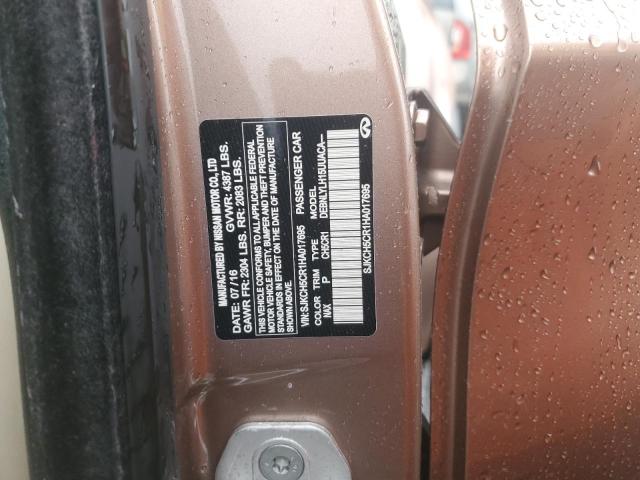 MANUFACTURED BY NISSAN MOTOR CO., LTD
DATE: 07/16 GVWR: 4387 LBS.
GAWR FR: 2304 LBS. RR: 2083 LBS.
THIS VEHICLE CONFORMS TO ALL APPLICABLE FEDERAL
MOTOR VEHICLE SAFETY, BUMPER AND THEFT PREVENTION
STANDARDS IN EFFECT ON THE DATE OF MANUFACTURE
SHOWN ABOVE.
VIN:SJKCH5CR1HA017695 PASSENGER CAR
COLOR TRIM TYPE MODEL
NAX P CH5CR1 DEBNLVLH15UUACA--
SJKCH5CR1HA017695